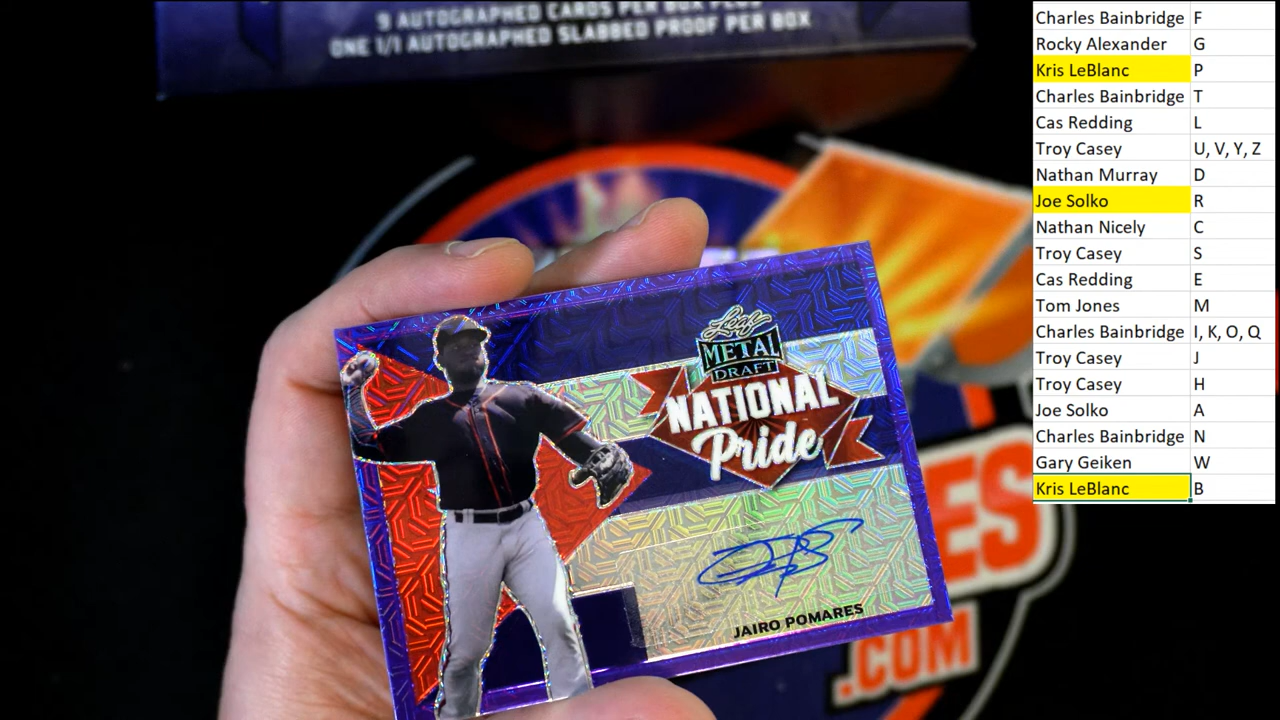 9 AUTOGRAPHED CARDS PER BOX PLUS
ONE 1/1 AUTOGRAPHED SLABBED PROOF PER BOX
Charles Bainbridge F
Rocky Alexander G
Kris LeBlanc P
Charles Bainbridge T
Cas Redding L
Troy Casey U, V, Y, Z
Nathan Murray D
Joe Solko R
Nathan Nicely C
Troy Casey S
Cas Redding E
Tom Jones M
Charles Bainbridge I, K, O, Q
Troy Casey J
Troy Casey H
Joe Solko A
Charles Bainbridge N
Gary Geiken W
Kris LeBlanc B
Leaf
METAL
DRAFT
NATIONAL
Pride
JAIRO POMARES
.COM